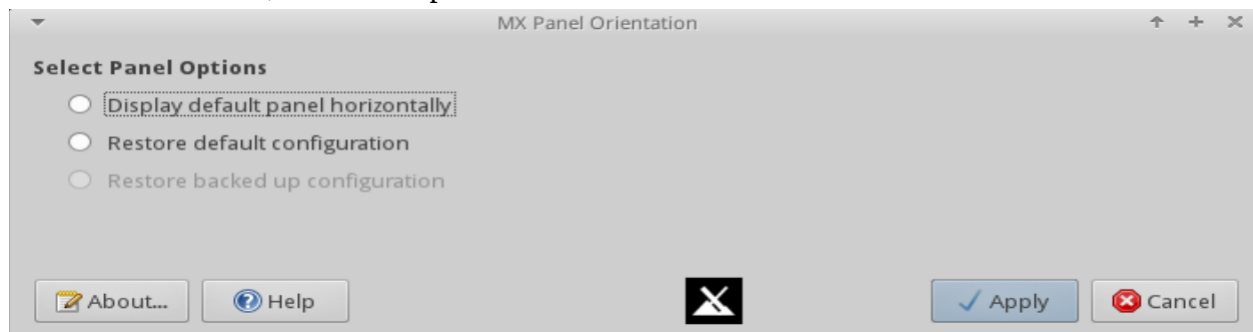 MX Panel Orientation
Select Panel Options
Display default panel horizontally
Restore default configuration
Restore backed up configuration
About... Help Apply Cancel